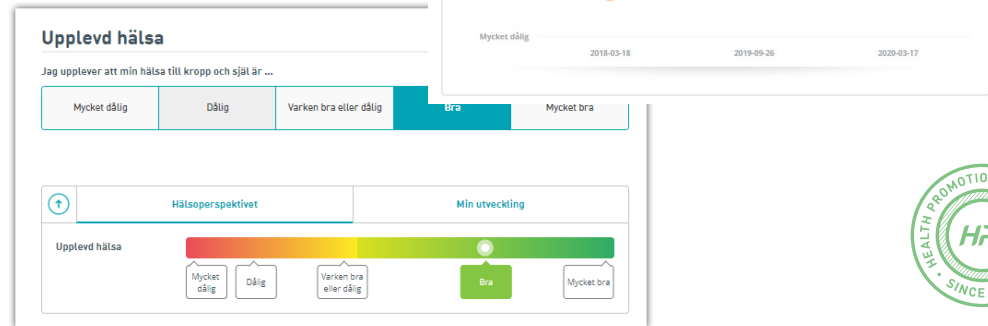 Upplevd hälsa
Jag upplever att min hälsa till kropp och själ är ...
Mycket dålig
Dålig
Varken bra eller dålig
Bra
Mycket bra
Mycket dålig
2018-03-18
2019-09-26
2020-03-17
Hälsoperspektivet
Min utveckling
Upplevd hälsa
Mycket
dålig
Dålig
Varken bra
eller dålig
Bra
Mycket bra
HEALTH PROMOTIO
SINCE